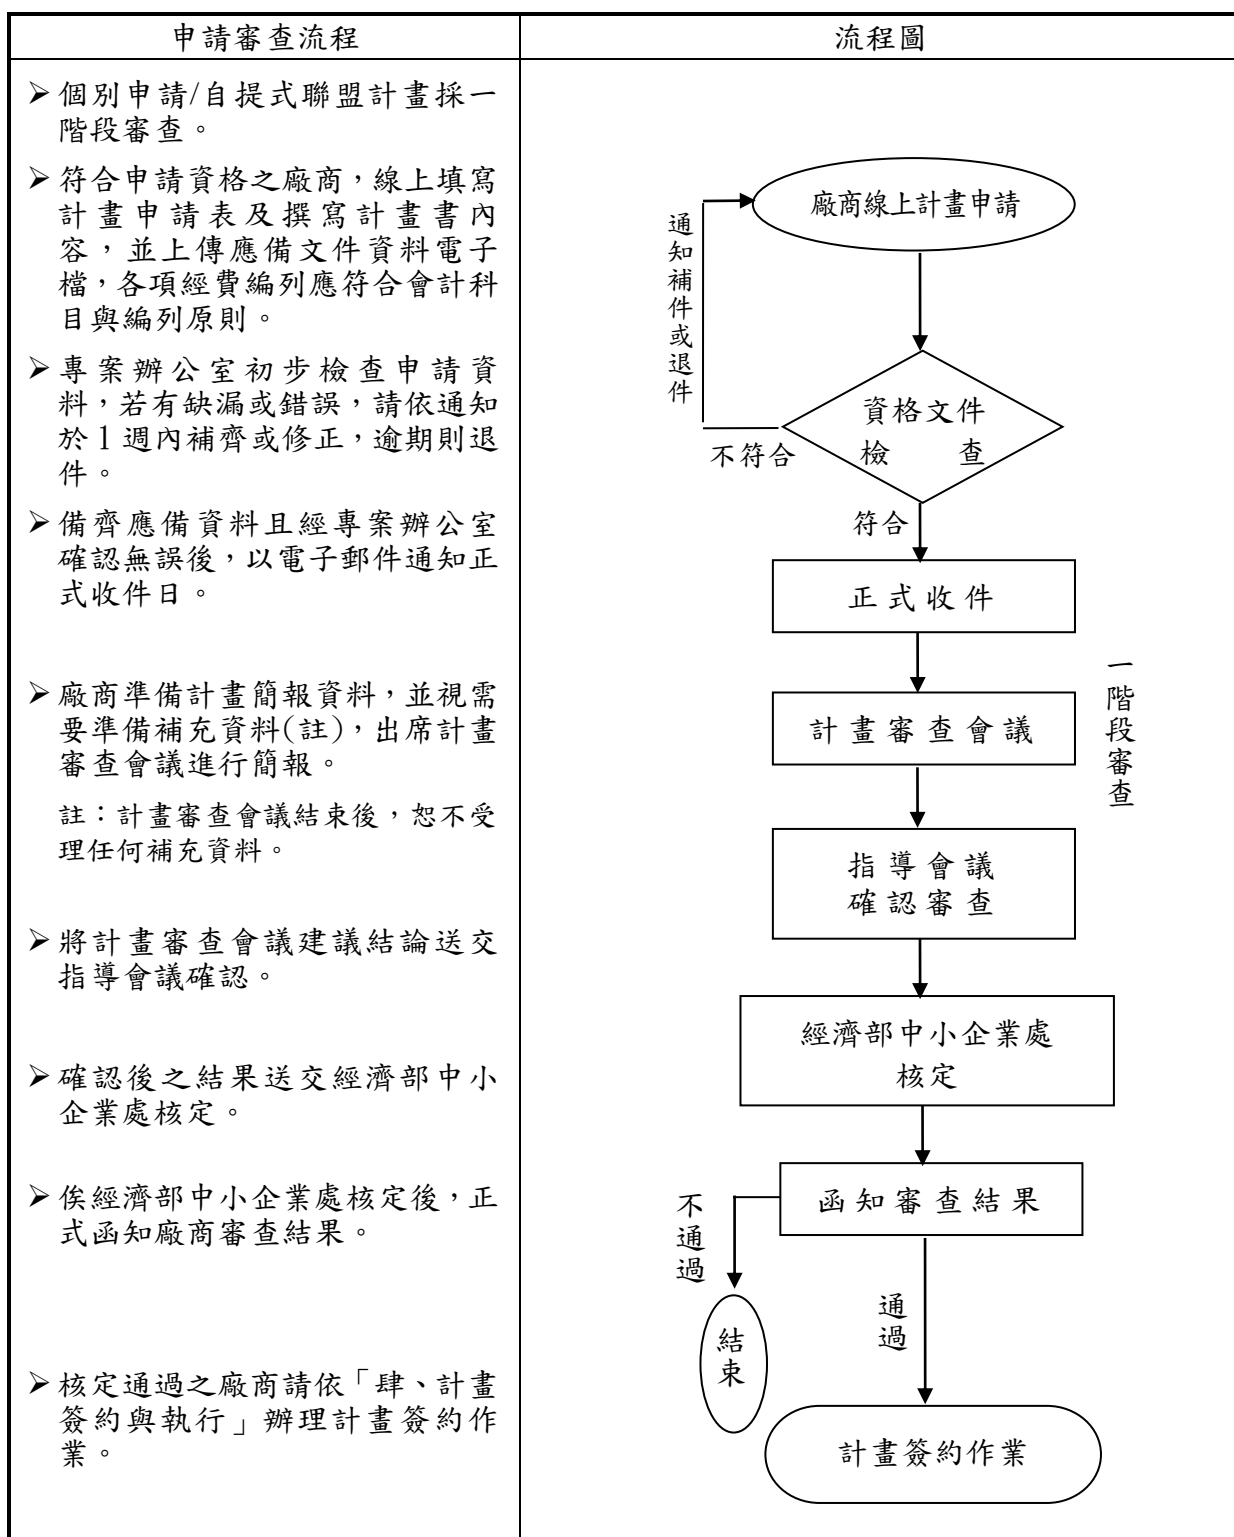 申請審查流程
流程圖
➢個別申請/自提式聯盟計畫採一
階段審查。
➢符合申請資格之廠商，線上填寫
計畫申請表及撰寫計畫書內
容，並上傳應備文件資料電子
檔，各項經費編列應符合會計科
目與編列原則。
➢專案辦公室初步檢查申請資
料，若有缺漏或錯誤，請依通知
於1週內補齊或修正，逾期則退
件。
➢備齊應備資料且經專案辦公室
確認無誤後，以電子郵件通知正
式收件日。
➢廠商準備計畫簡報資料，並視需
要準備補充資料(註)，出席計畫
審查會議進行簡報。
註：計畫審查會議結束後，恕不受
理任何補充資料。
➢將計畫審查會議建議結論送交
指導會議確認。
➢確認後之結果送交經濟部中小
企業處核定。
➢俟經濟部中小企業處核定後，正
式函知廠商審查結果。
➢核定通過之廠商請依「肆、計畫
簽約與執行」辦理計畫簽約作
業。
廠商線上計畫申請
通知補件或退件
資格文件
檢 查
不符合
符合
正式收件
一階段審查
計畫審查會議
指導會議
確認審查
經濟部中小企業處
核定
函知審查結果
不通過
通過
結束
計畫簽約作業